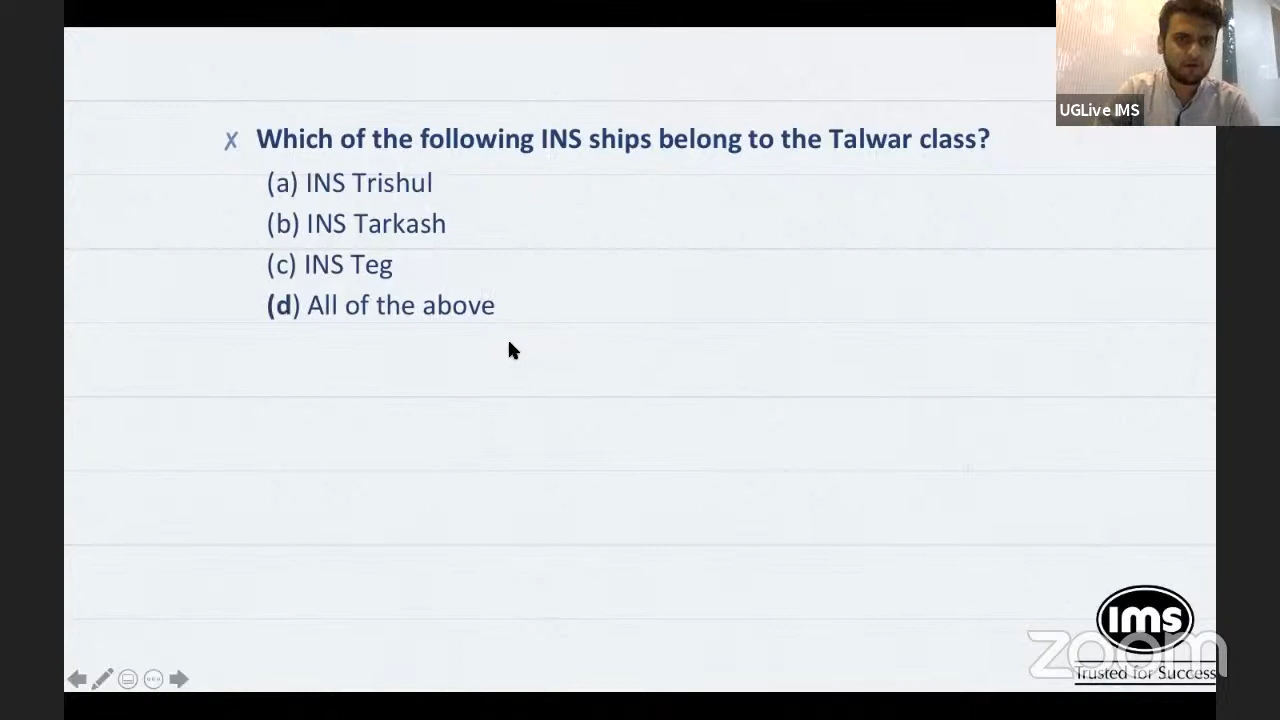 UGLive IMS
✗ Which of the following INS ships belong to the Talwar class?
(a) INS Trishul
(b) INS Tarkash
(c) INS Teg
(d) All of the above
ims
zoom
Trusted for Success